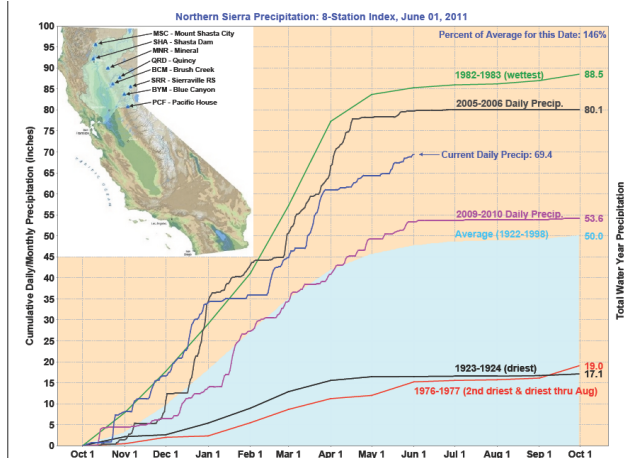 Northern Sierra Precipitation: 8-Station Index, June 01, 2011
Percent of Average for this Date: 146%
MSC - Mount Shasta City
SHA - Shasta Dam
MNR - Mineral
QRD - Quincy
BCM - Brush Creek
SRR - Sierraville RS
BYM - Blue Canyon
PCF - Pacific House
1982-1983 (wettest)
88.5
2005-2006 Daily Precip.
80.1
Current Daily Precip: 69.4
2009-2010 Daily Precip.
53.6
Average (1922-1998)
50.0
1923-1924 (driest)
19.0
17.1
1976-1977 (2nd driest & driest thru Aug)
Cumulative Daily/Monthly Precipitation (inches)
Total Water Year Precipitation
100
95
90
85
80
75
70
65
60
55
50
45
40
35
30
25
20
15
10
5
0
Oct 1 Nov 1 Dec 1 Jan 1 Feb 1 Mar 1 Apr 1 May 1 Jun 1 Jul 1 Aug 1 Sep 1 Oct 1